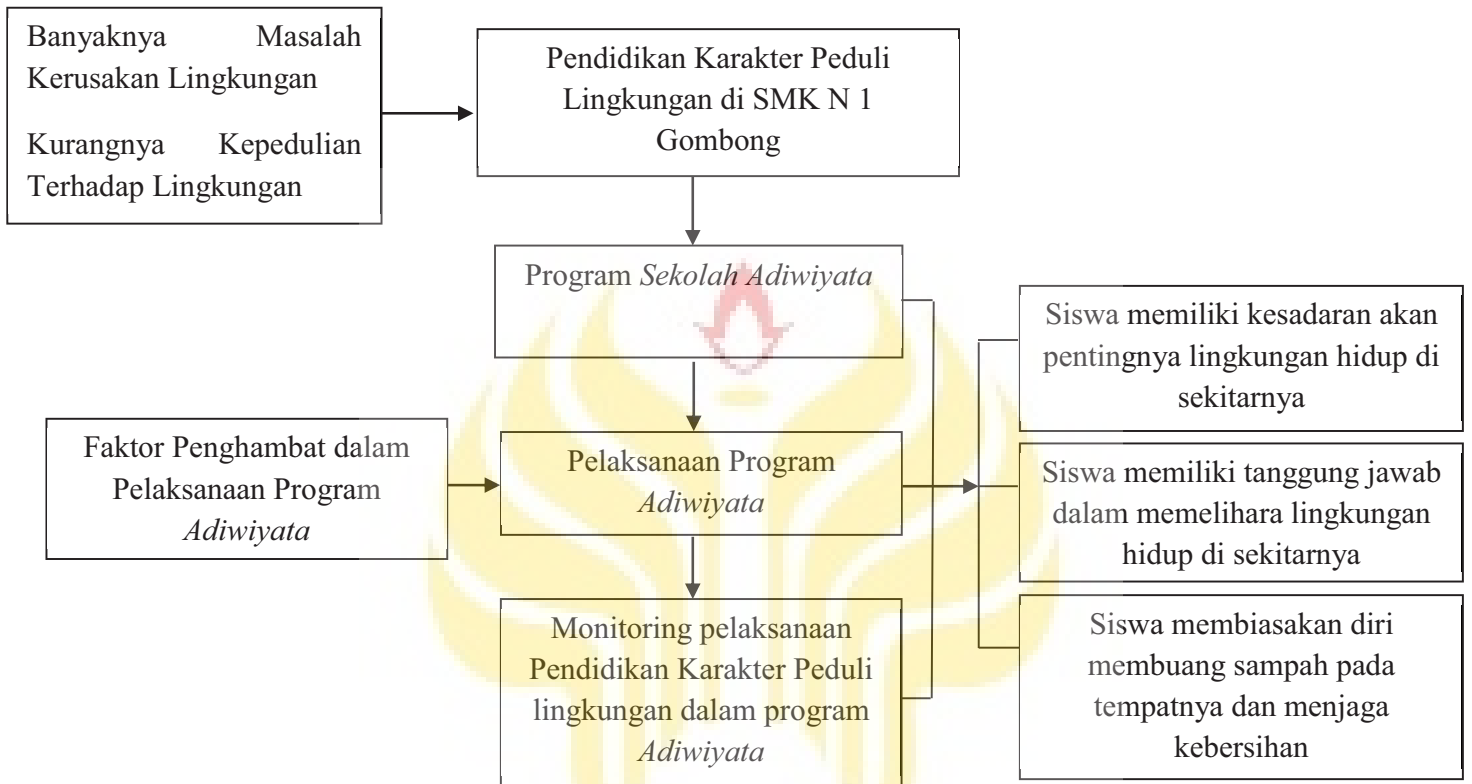 Banyaknya Masalah
Kerusakan Lingkungan
Kurangnya Kepedulian
Terhadap Lingkungan
Pendidikan Karakter Peduli
Lingkungan di SMK N 1
Gombong
Program Sekolah Adiwiyata
Faktor Penghambat dalam
Pelaksanaan Program
Adiwiyata
Pelaksanaan Program
Adiwiyata
Monitoring pelaksanaan
Pendidikan Karakter Peduli
lingkungan dalam program
Adiwiyata
Siswa memiliki kesadaran akan
pentingnya lingkungan hidup di
sekitarnya
Siswa memiliki tanggung jawab
dalam memelihara lingkungan
hidup di sekitarnya
Siswa membiasakan diri
membuang sampah pada
tempatnya dan menjaga
kebersihan